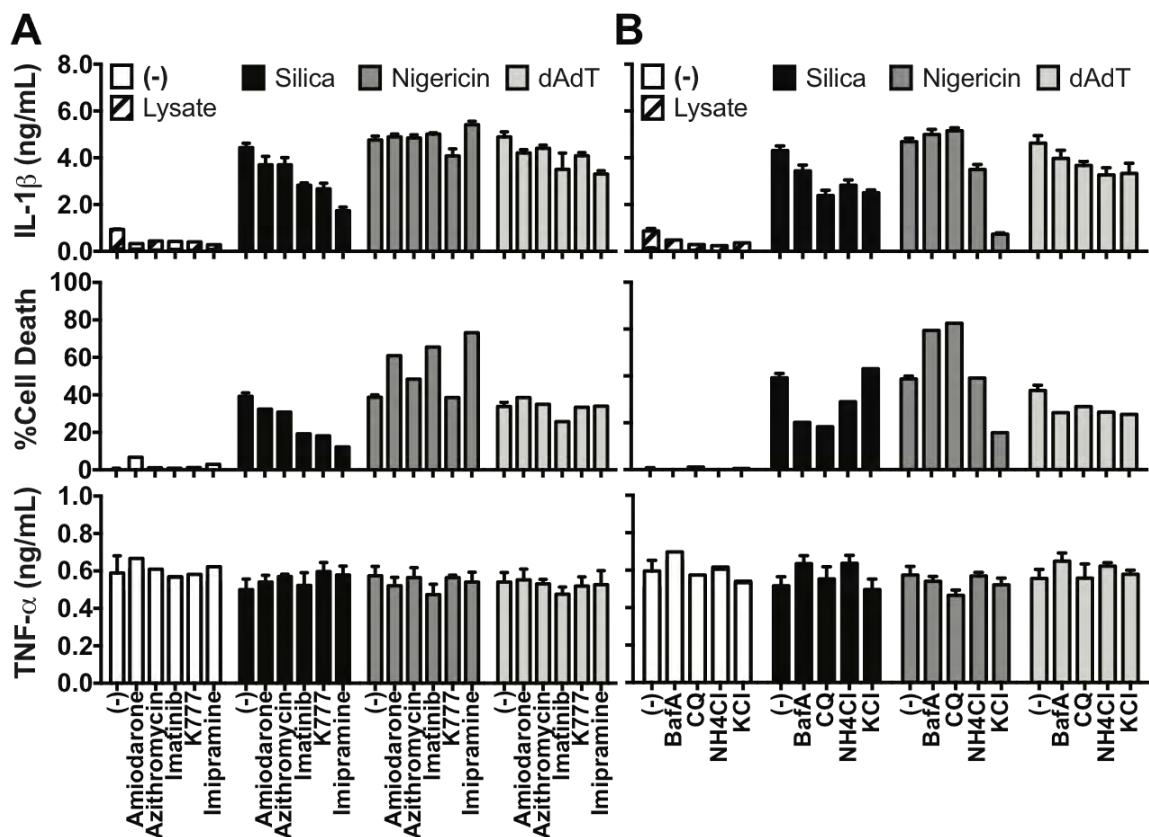 A
B
8.0 (-) Silica Nigericin dAdT (-) Silica Nigericin dAdT
Lysate Lysate
6.0
4.0
2.0
0.0
IL-1β (ng/mL)
100
80
60
40
20
0
%Cell Death
1.0
0.8
0.6
0.4
0.2
0.0
TNF-α (ng/mL)
(-)
Amiodarone
Azithromycin
Imatinib
K777
Imipramine
(-)
Amiodarone
Azithromycin
Imatinib
K777
Imipramine
(-)
Amiodarone
Azithromycin
Imatinib
K777
Imipramine
(-)
Amiodarone
Azithromycin
Imatinib
K777
Imipramine
(-)
BafA
CQ
NH4Cl
KCl
(-)
BafA
CQ
NH4Cl
KCl
(-)
BafA
CQ
NH4Cl
KCl
(-)
BafA
CQ
NH4Cl
KCl